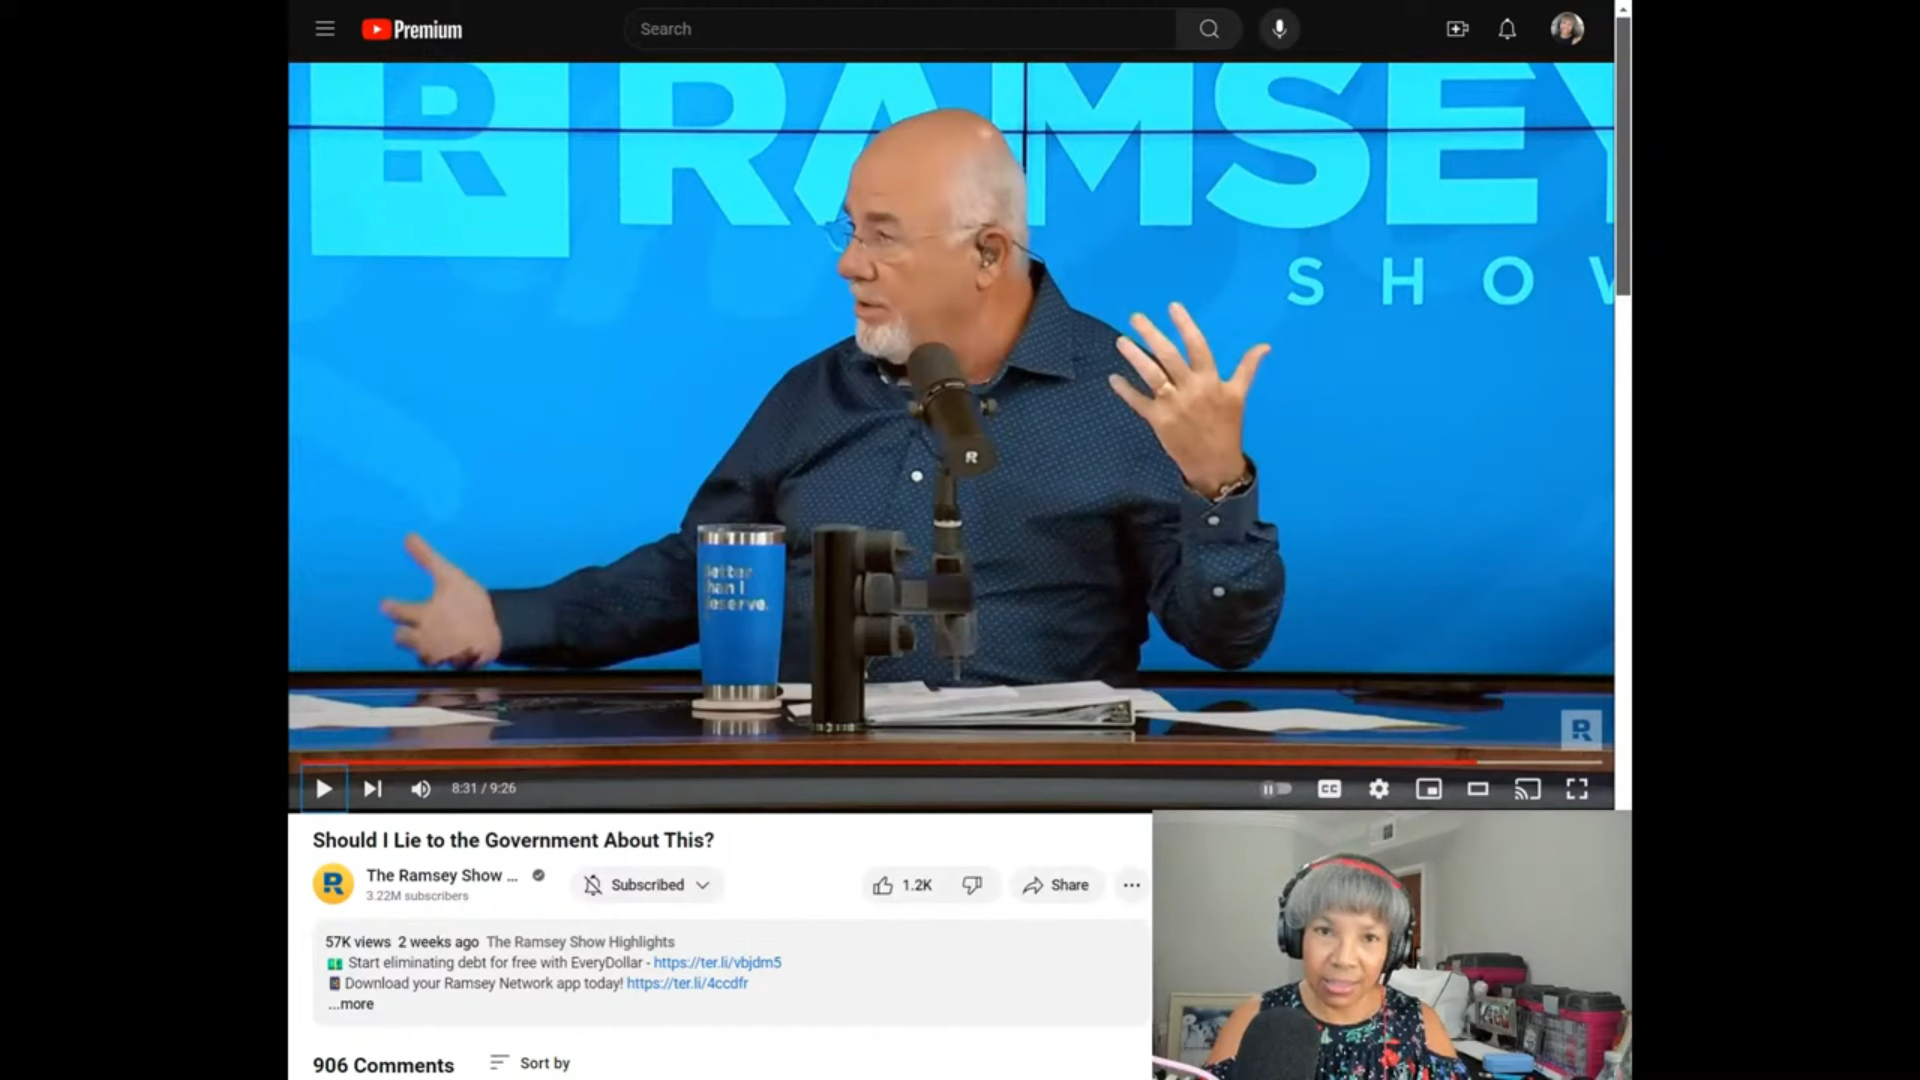 Premium
Search
R RAMSEY
SHOW
R
Better
than I
deserve.
R
8:31 / 9:26
CC
Should I Lie to the Government About This?
R
The Ramsey Show ...
3.22M subscribers
Subscribed
1.2K
Share
57K views 2 weeks ago The Ramsey Show Highlights
Start eliminating debt for free with EveryDollar - https://ter.li/vbjdm5
Download your Ramsey Network app today! https://ter.li/4ccdfr
...more
906 Comments
Sort by